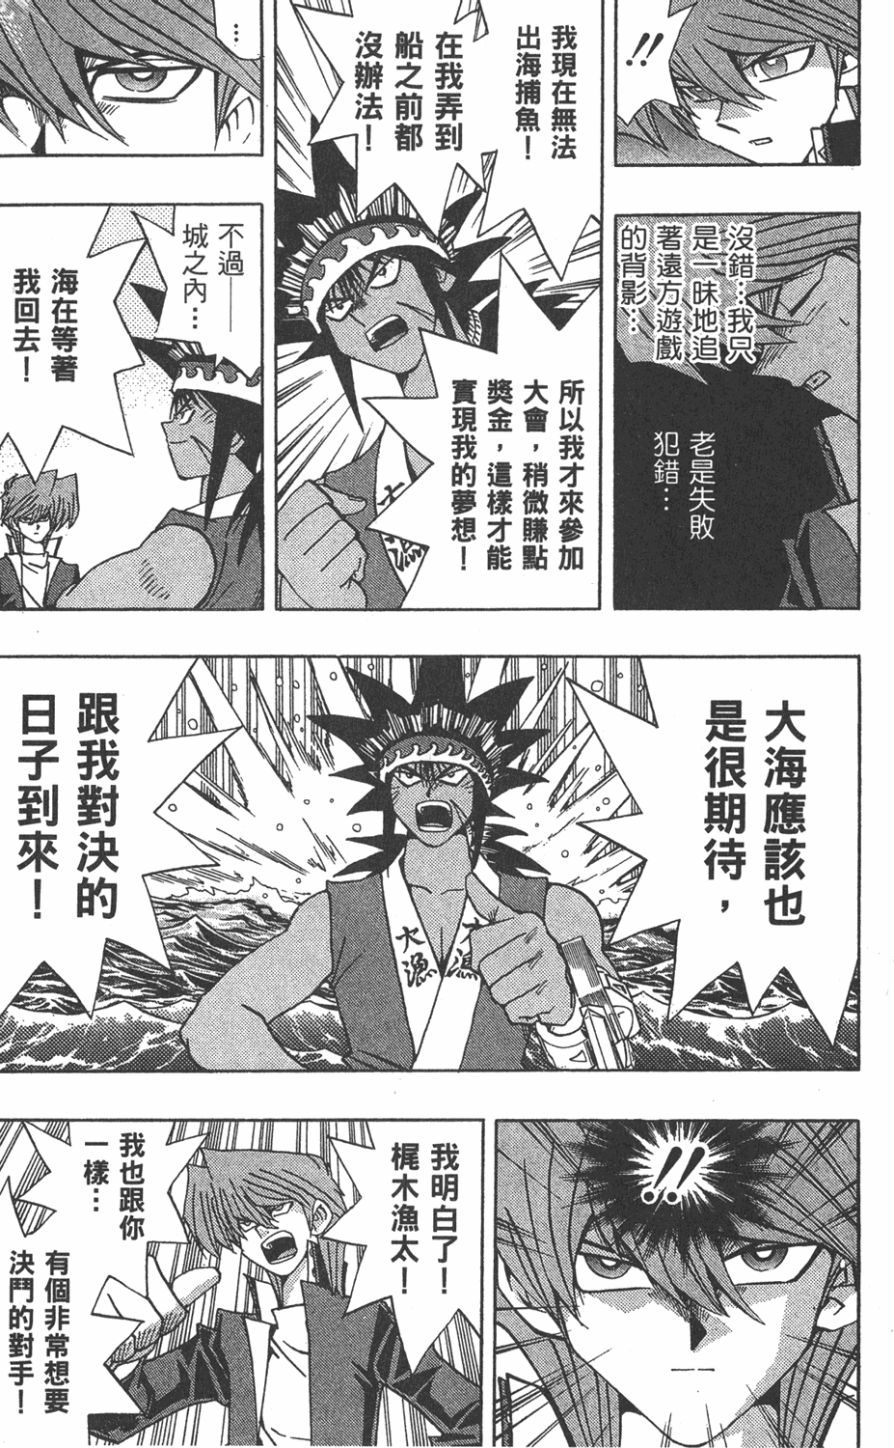 !!
沒錯…我只
是一昧地追
著遠方遊戲
的背影…
老是失敗
犯錯…
我現在無法
出海捕魚！
在我弄到
船之前都
沒辦法！
所以我才來參加
大會，稍微賺點
獎金，這樣才能
實現我的夢想！
…
不過——
城之內…
海在等著
我回去！
大海應該也
是很期待，
跟我對決的
日子到來！
大漁
!!
我明白了！
梶木漁太！
我也跟你
一樣…
有個非常想要
決鬥的對手！